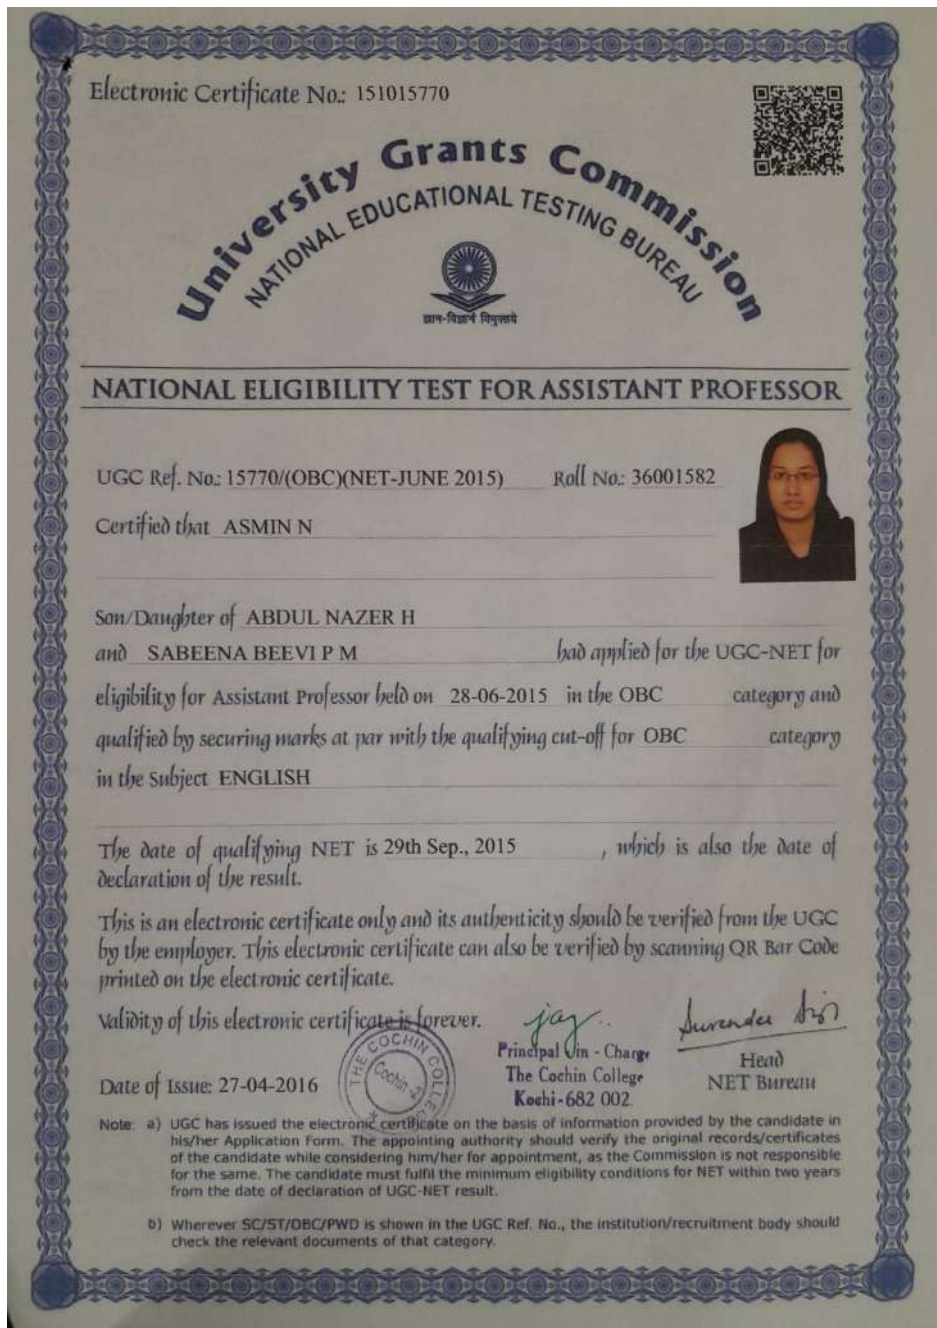 Electronic Certificate No.: 151015770
University Grants Commission
NATIONAL EDUCATIONAL TESTING BUREAU
ज्ञान-विज्ञानं विमुक्तये
NATIONAL ELIGIBILITY TEST FOR ASSISTANT PROFESSOR
UGC Ref. No.: 15770/(OBC)(NET-JUNE 2015) Roll No.: 36001582
Certified that ASMIN N
Son/Daughter of ABDUL NAZER H
and SABEENA BEEVI P M had applied for the UGC-NET for
eligibility for Assistant Professor held on 28-06-2015 in the OBC category and
qualified by securing marks at par with the qualifying cut-off for OBC category
in the Subject ENGLISH
The date of qualifying NET is 29th Sep., 2015 , which is also the date of
declaration of the result.
This is an electronic certificate only and its authenticity should be verified from the UGC
by the employer. This electronic certificate can also be verified by scanning QR Bar Code
printed on the electronic certificate.
Validity of this electronic certificate is forever.
Date of Issue: 27-04-2016
THE COCHIN COLLEGE
Cochin-2
jay..
Principal in - Charge
The Cochin College
Kochi-682 002.
Surender
Head
NET Bureau
Note: a) UGC has issued the electronic certificate on the basis of information provided by the candidate in
his/her Application Form. The appointing authority should verify the original records/certificates
of the candidate while considering him/her for appointment, as the Commission is not responsible
for the same. The candidate must fulfil the minimum eligibility conditions for NET within two years
from the date of declaration of UGC-NET result.
b) Wherever SC/ST/OBC/PWD is shown in the UGC Ref. No., the institution/recruitment body should
check the relevant documents of that category.